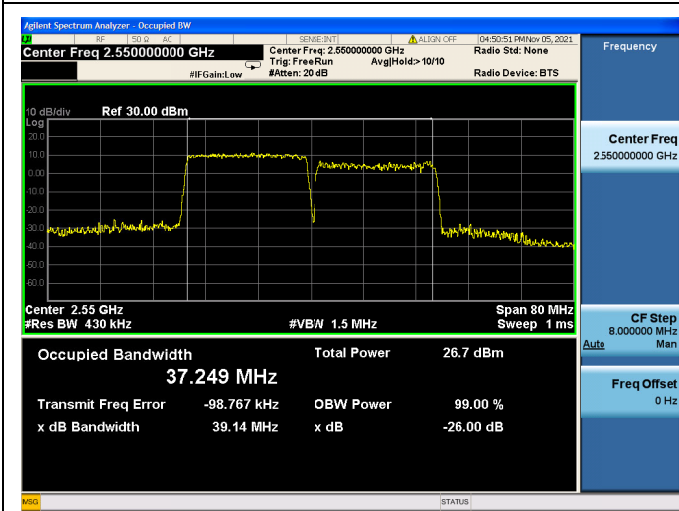 Agilent Spectrum Analyzer - Occupied BW
RF 50 Ω AC SENSE:INT ALIGN OFF 04:50:51 PM Nov 05, 2021
Center Freq 2.550000000 GHz Center Freq: 2.550000000 GHz Radio Std: None
Trig: FreeRun Avg|Hold:> 10/10
#IFGain:Low #Atten: 20 dB Radio Device: BTS
Frequency
10 dB/div Ref 30.00 dBm
Log
20.0
10.0
0.00
-10.0
-20.0
-30.0
-40.0
-50.0
-60.0
Center Freq
2.550000000 GHz
Center 2.55 GHz Span 80 MHz
#Res BW 430 kHz #VBW 1.5 MHz Sweep 1 ms
CF Step
8.000000 MHz
Auto Man
Occupied Bandwidth Total Power 26.7 dBm
37.249 MHz
Transmit Freq Error -98.767 kHz OBW Power 99.00 %
x dB Bandwidth 39.14 MHz x dB -26.00 dB
Freq Offset
0 Hz
MSG STATUS